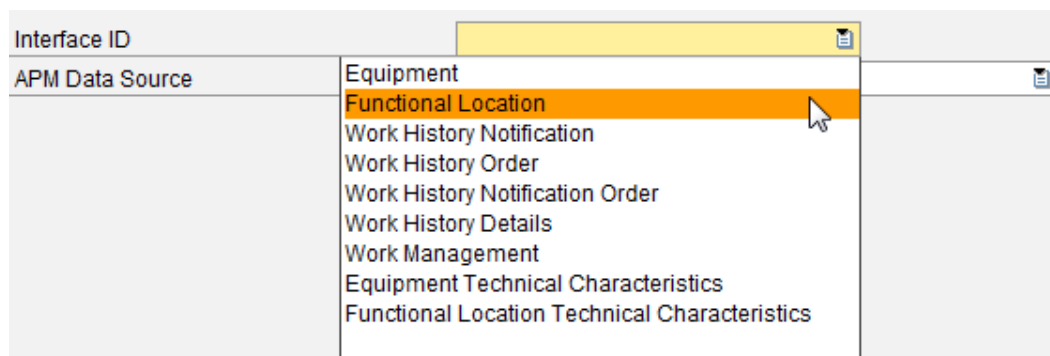 Interface ID
APM Data Source
Equipment
Functional Location
Work History Notification
Work History Order
Work History Notification Order
Work History Details
Work Management
Equipment Technical Characteristics
Functional Location Technical Characteristics